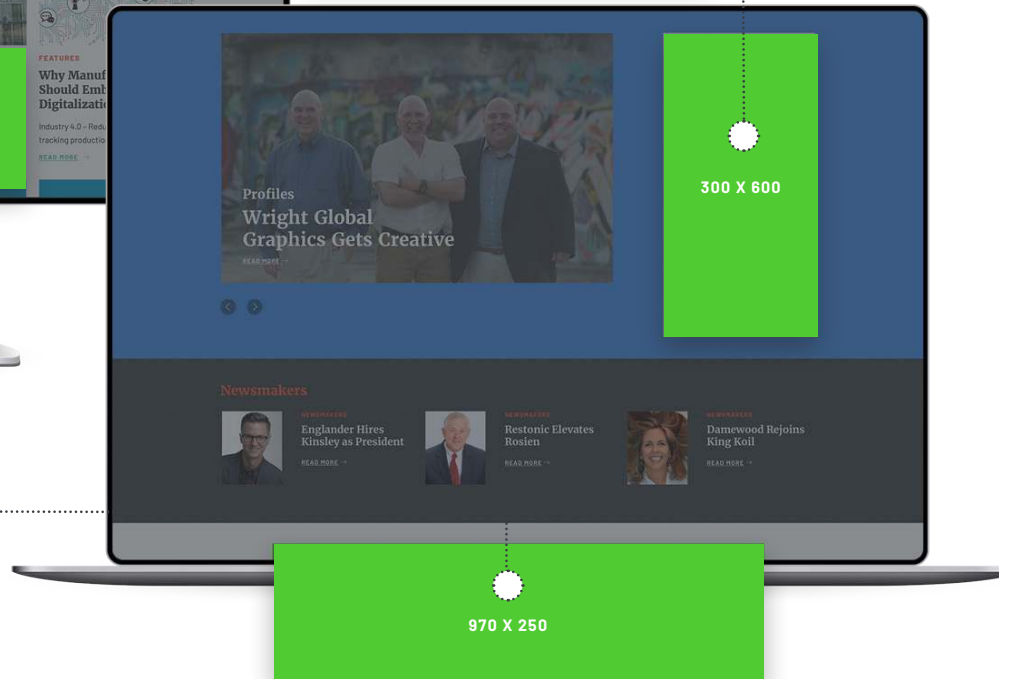 FEATURES
Why Manuf
Should Emb
Digitalizatio
Industry 4.0 – Redu
tracking productio
READ MORE →
Profiles
Wright Global
Graphics Gets Creative
READ MORE →
300 X 600
Newsmakers
NEWSMAKERS
Englander Hires
Kinsley as President
READ MORE →
NEWSMAKERS
Restonic Elevates
Rosien
READ MORE →
NEWSMAKERS
Damewood Rejoins
King Koil
READ MORE →
970 X 250